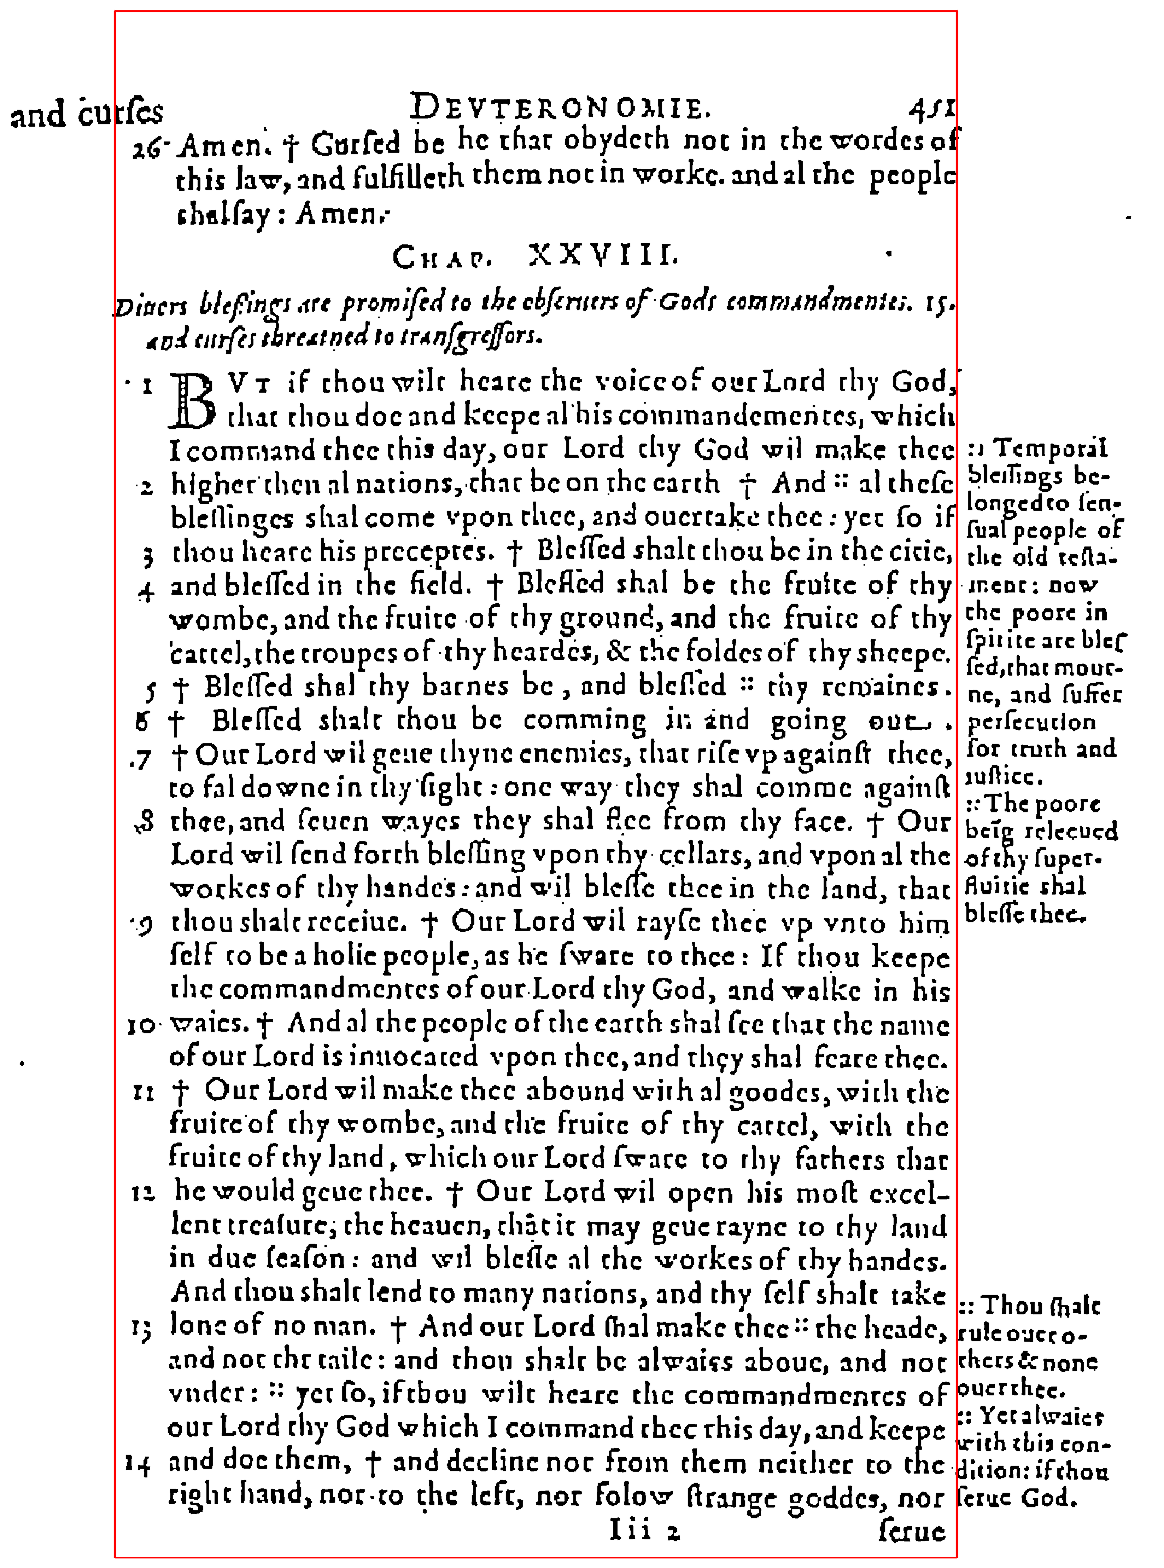 and curſes DEVTERONOMIE. 451
26 Amen. † Curſed be he that obydeth not in the wordes of
this law, and fulfilleth them not in worke. and al the people
shal ſay: Amen.
CHAP. XXVIII.
Diuers bleſsings are promiſed to the obſeruers of Gods commandmentes. 15.
and curſes threatned to tranſgreſſors.
1 BVT if thou wilt heare the voice of our Lord thy God,
that thou doe and keepe al his commandementes, which
I command thee this day, our Lord thy God wil make thee
2 higher then al nations, that be on the earth † And :: al theſe
bleſſinges shal come vpon thee, and ouertake thee: yet ſo if
3 thou heare his preceptes. † Bleſſed shalt thou be in the citie,
4 and bleſſed in the field. † Bleſſed shal be the fruite of thy
wombe, and the fruite of thy ground, and the fruite of thy
cattel, the troupes of thy heardes, & the foldes of thy sheepe.
5 † Bleſſed shal thy barnes be, and bleſſed :: thy remaines.
6 † Bleſſed shalt thou be comming in and going out.
7 † Our Lord wil geue thyne enemies, that riſe vp againſt thee,
to fal downe in thy ſight: one way they shal comme againſt
8 thee, and ſeuen wayes they shal flee from thy face. † Our
Lord wil ſend forth bleſſing vpon thy cellars, and vpon al the
workes of thy handes: and wil bleſſe thee in the land, that
9 thou shalt receiue. † Our Lord wil rayſe thee vp vnto him
ſelf to be a holie people, as he ſware to thee: If thou keepe
the commandmentes of our Lord thy God, and walke in his
10 waies. † And al the people of the earth shal ſee that the name
of our Lord is inuocated vpon thee, and they shal feare thee.
11 † Our Lord wil make thee abound with al goodes, with the
fruite of thy wombe, and the fruite of thy cattel, with the
fruite of thy land, which our Lord ſware to thy fathers that
12 he would geue thee. † Our Lord wil open his moſt excel-
lent treaſure, the heauen, that it may geue rayne to thy land
in due ſeaſon: and wil bleſſe al the workes of thy handes.
And thou shalt lend to many nations, and thy ſelf shalt take
13 lone of no man. † And our Lord ſhal make thee :: the heade,
and not the taile: and thou shalt be alwaies aboue, and not
vnder: :: yet ſo, if thou wilt heare the commandmentes of
our Lord thy God which I command thee this day, and keepe
14 and doe them, † and decline not from them neither to the
right hand, nor to the left, nor folow ſtrange goddes, nor
Iii 2 ſerue
:: Temporal
bleſſings be-
longed to ſen-
ſual people of
the old teſta-
ment: now
the poore in
ſpirite are bleſ
ſed, that mour-
ne, and ſuffer
perſecution
for truth and
iuſtice.
:: The poore
beīg releeued
of thy ſuper-
fluitie shal
bleſſe thee.
:: Thou ſhalt
rule ouer o-
thers & none
ouer thee.
:: Yet alwaies
with this con-
dition: if thou
ſerue God.